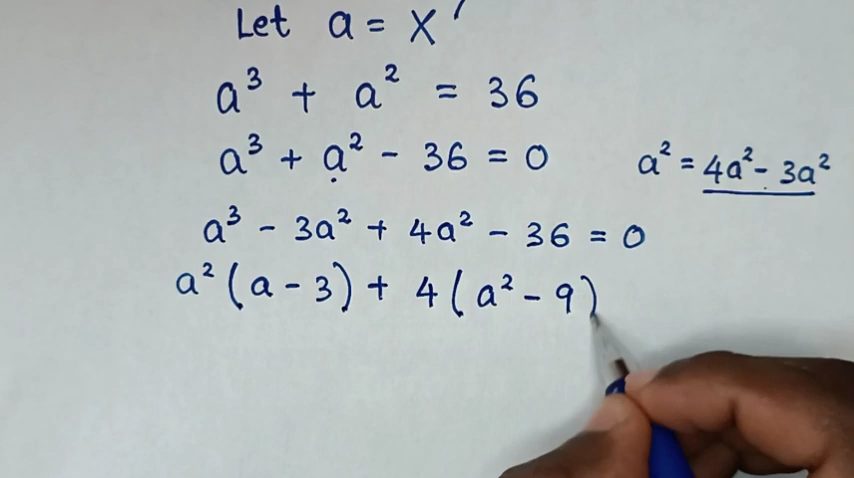 Let a = x
a³ + a² = 36
a³ + a² - 36 = 0
a² = 4a² - 3a²
a³ - 3a² + 4a² - 36 = 0
a² (a - 3) + 4 (a² - 9)